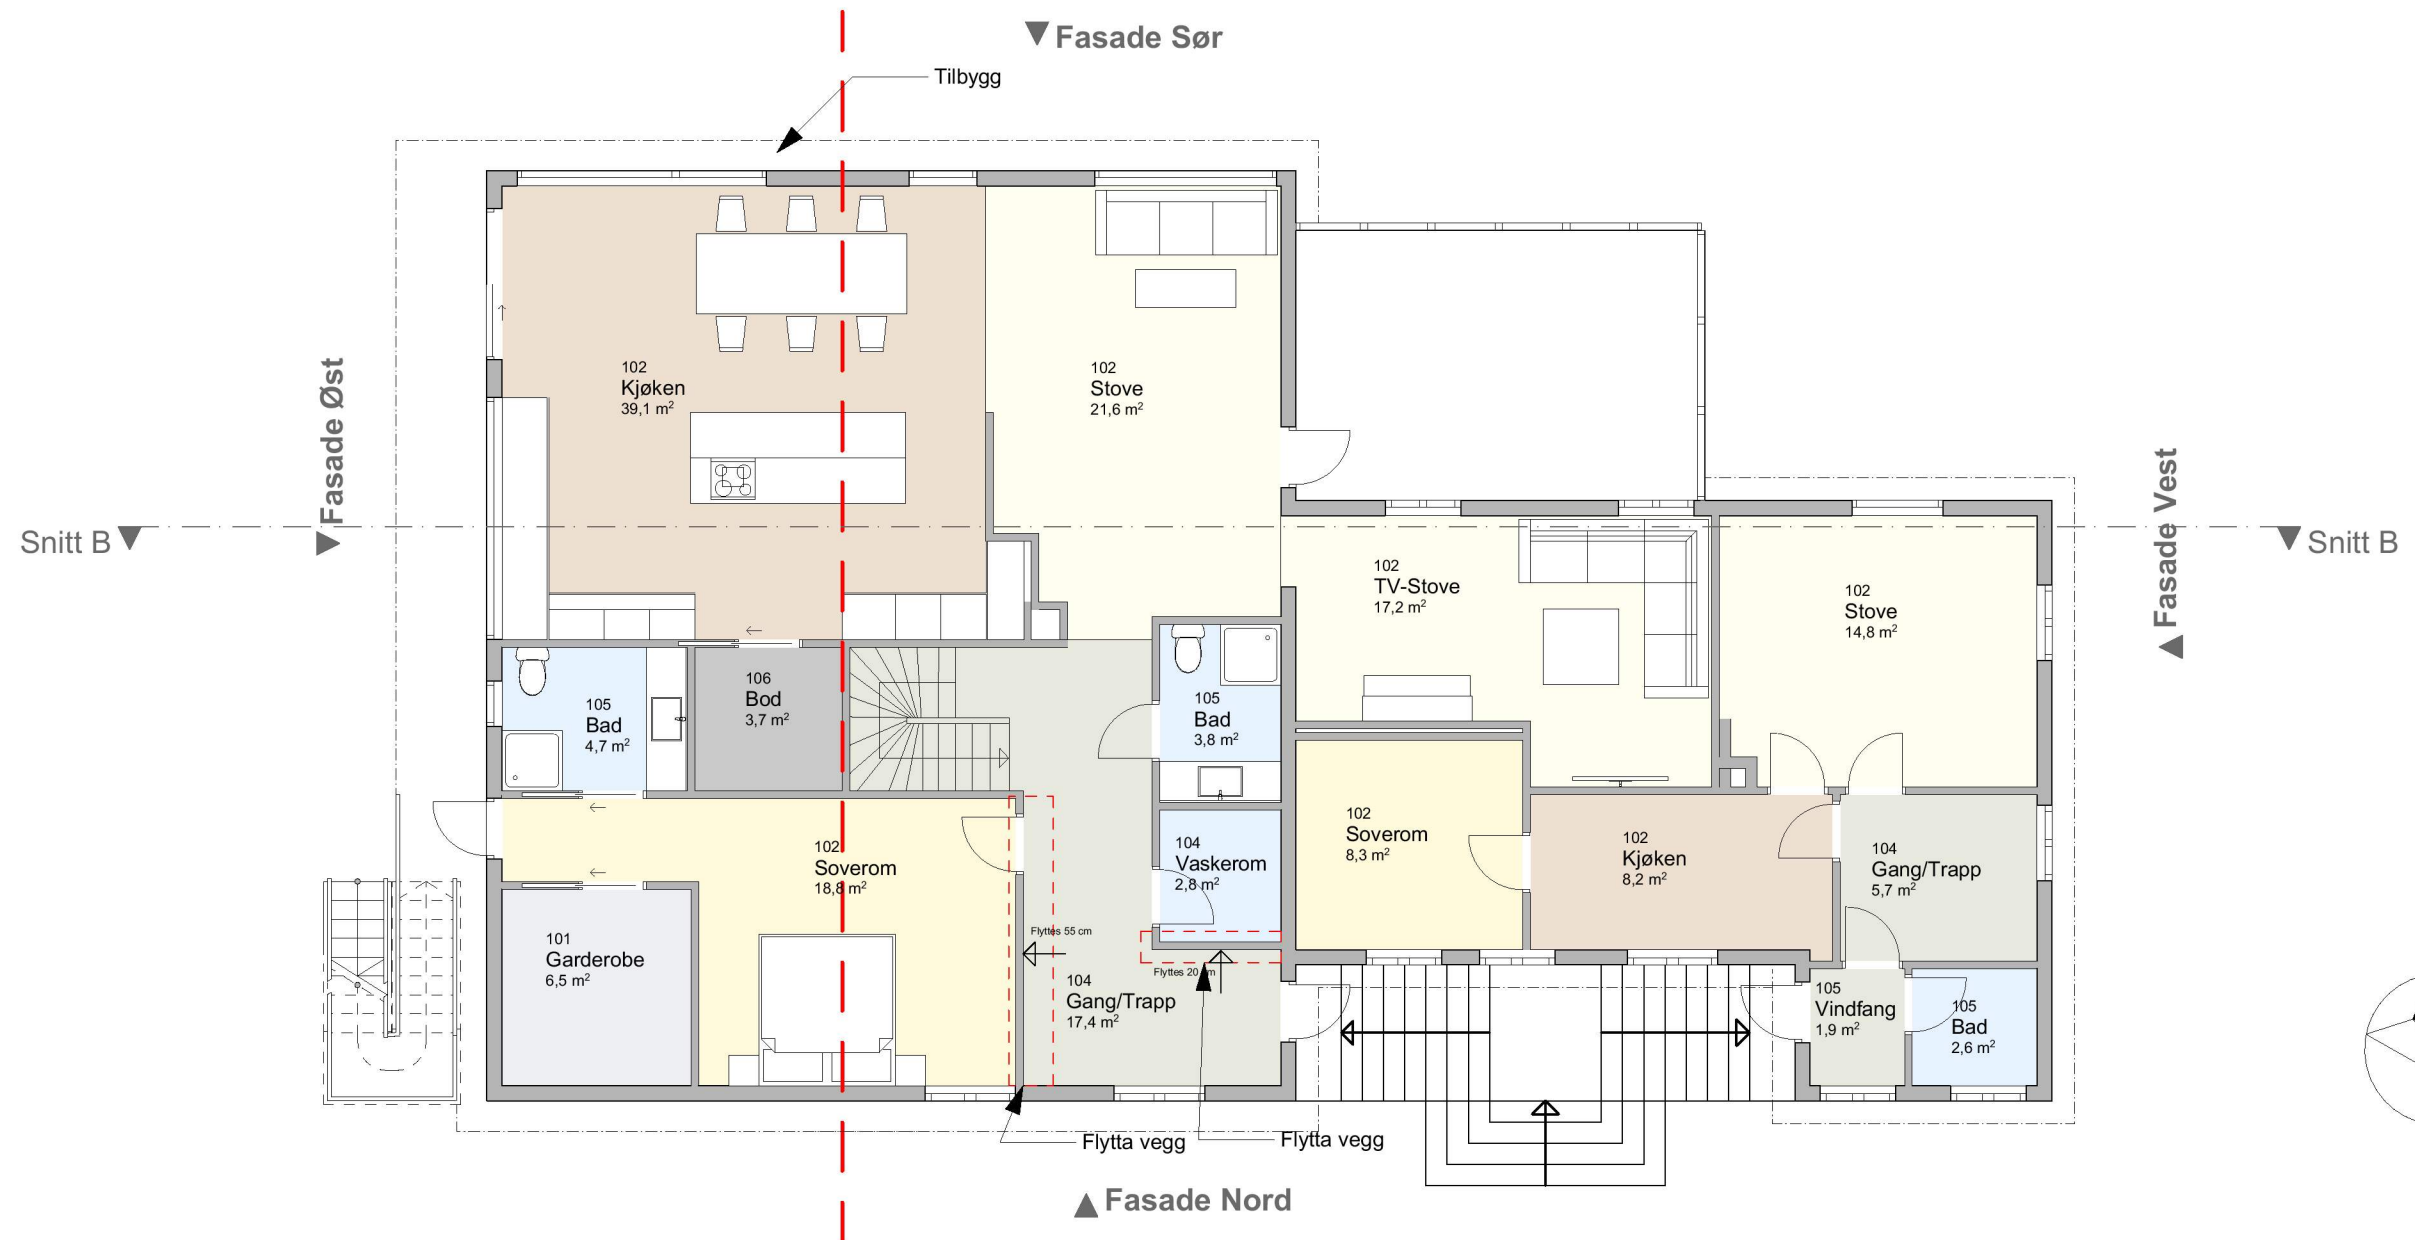 Fasade Sør
Tilbygg
Fasade Øst
Fasade Vest
Snitt B
Snitt B
102
Kjøken
39,1 m²
102
Stove
21,6 m²
102
TV-Stove
17,2 m²
102
Stove
14,8 m²
105
Bad
4,7 m²
106
Bod
3,7 m²
105
Bad
3,8 m²
102
Soverom
18,8 m²
104
Vaskerom
2,8 m²
102
Soverom
8,3 m²
102
Kjøken
8,2 m²
104
Gang/Trapp
5,7 m²
101
Garderobe
6,5 m²
Flyttes 55 cm
Flyttes 20 cm
104
Gang/Trapp
17,4 m²
105
Vindfang
1,9 m²
105
Bad
2,6 m²
Flytta vegg
Flytta vegg
Fasade Nord